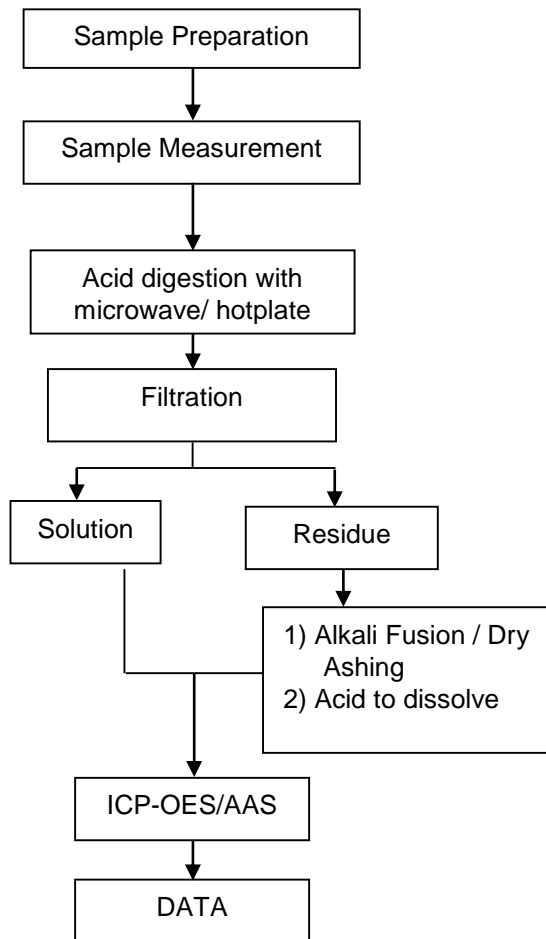 Sample Preparation
Sample Measurement
Acid digestion with
microwave/ hotplate
Filtration
Solution
Residue
1) Alkali Fusion / Dry
Ashing
2) Acid to dissolve
ICP-OES/AAS
DATA